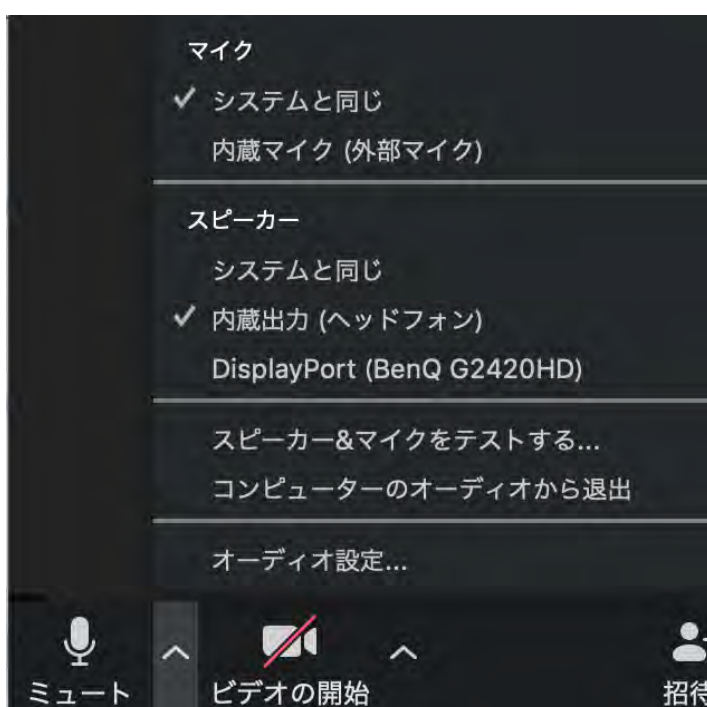 マイク
システムと同じ
内蔵マイク (外部マイク)
スピーカー
システムと同じ
内蔵出力 (ヘッドフォン)
DisplayPort (BenQ G2420HD)
スピーカー&マイクをテストする...
コンピューターのオーディオから退出
オーディオ設定...
ミュート
ビデオの開始
招待